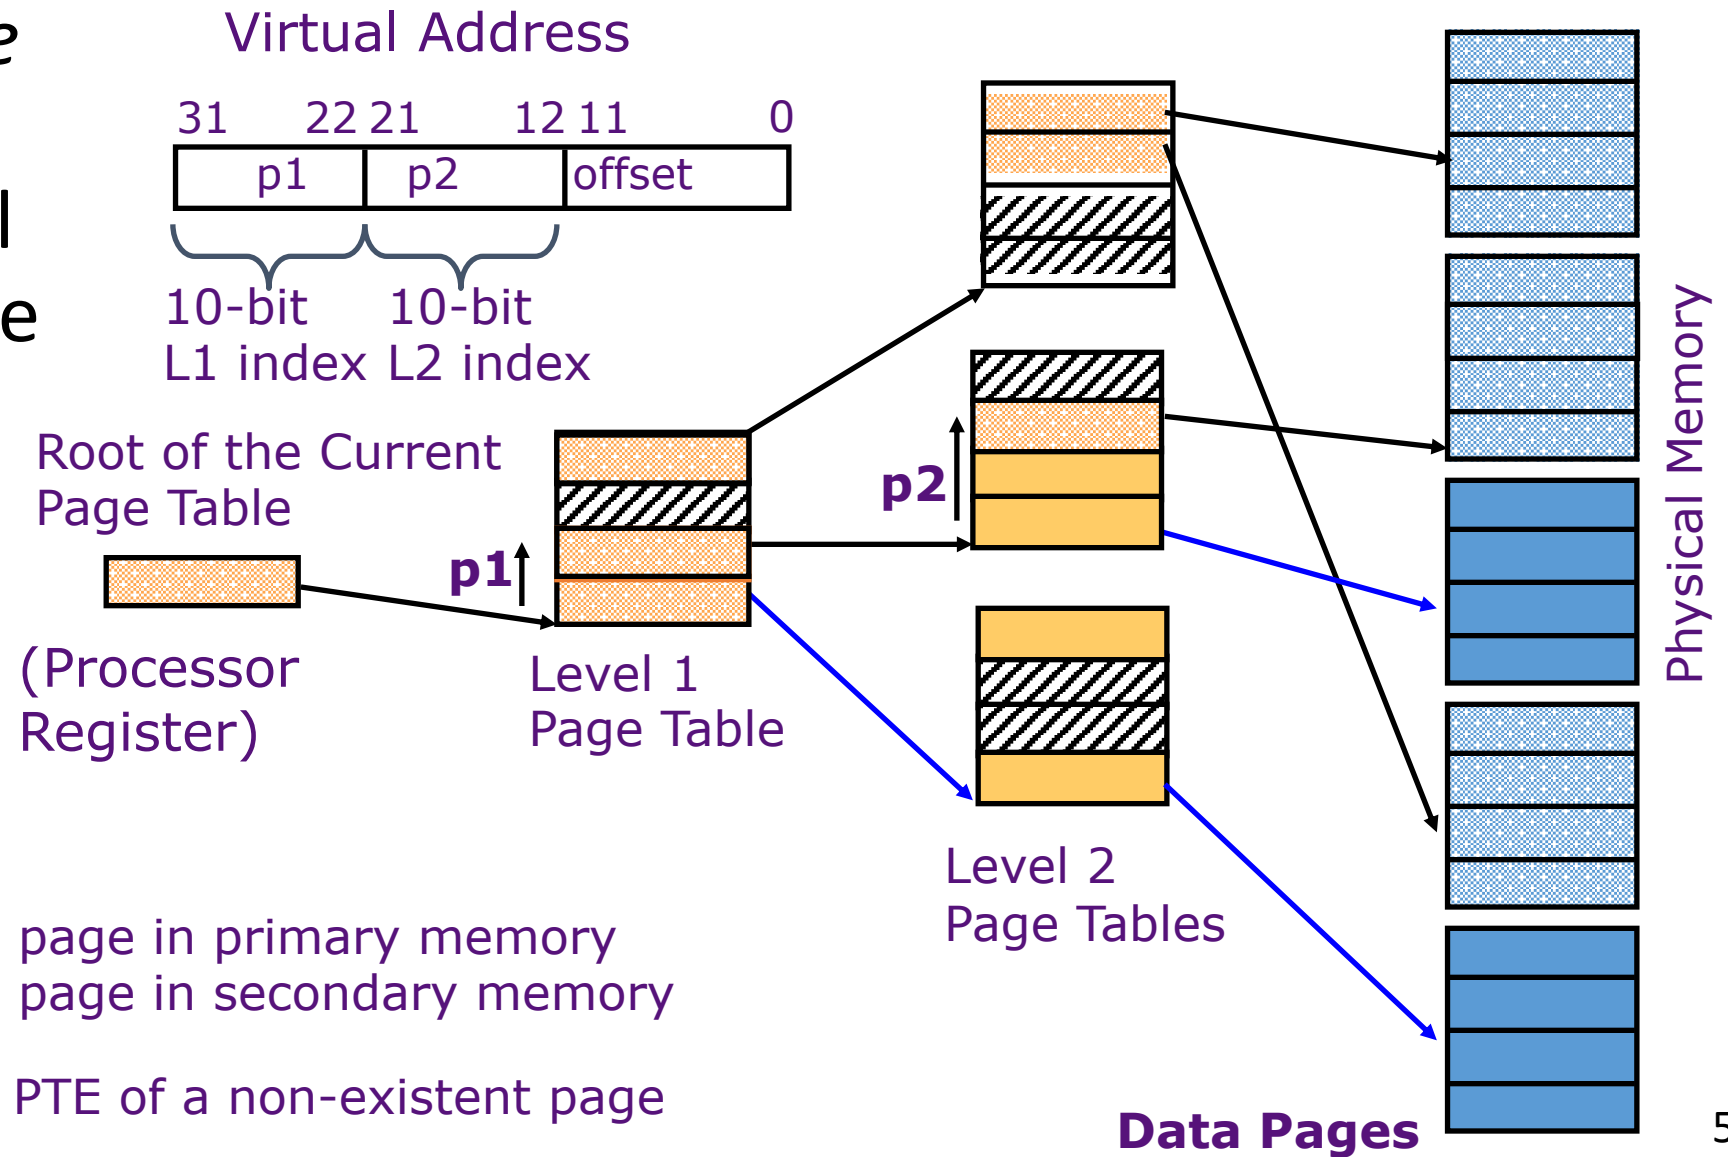 e
l
e
Virtual Address
31 22 21 12 11 0
p1 p2 offset
10-bit 10-bit
L1 index L2 index
Root of the Current
Page Table
(Processor
Register)
p1
Level 1
Page Table
p2
Level 2
Page Tables
Physical Memory
page in primary memory
page in secondary memory
PTE of a non-existent page
Data Pages
5